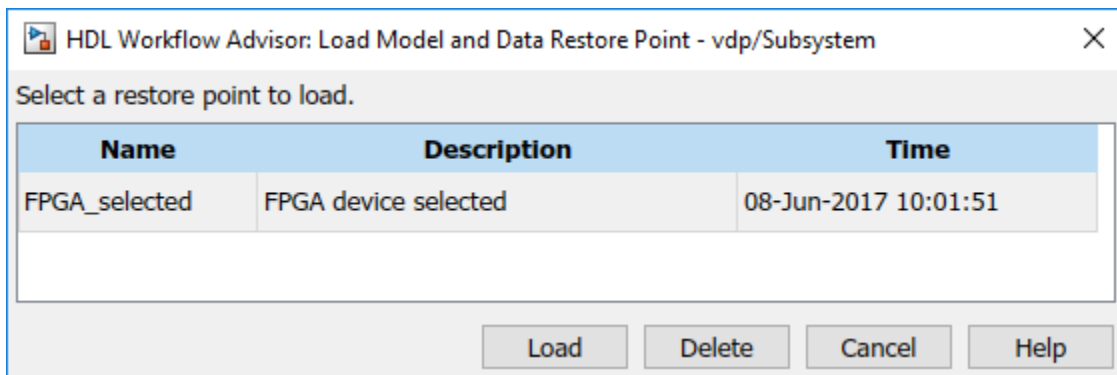 HDL Workflow Advisor: Load Model and Data Restore Point - vdp/Subsystem
Select a restore point to load.
Name Description Time
FPGA_selected FPGA device selected 08-Jun-2017 10:01:51
Load Delete Cancel Help